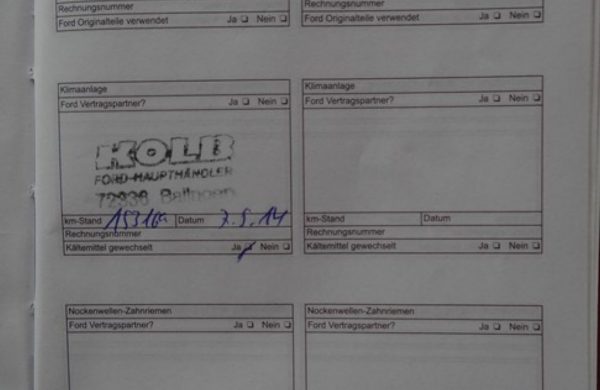 Rechnungsnummer Rechnungsnummer
Ford Originalteile verwendet Ja Nein Ford Originalteile verwendet Ja Nein
Klimaanlage Klimaanlage
Ford Vertragspartner? Ja Nein Ford Vertragspartner? Ja Nein
KOLB
FORD-HAUPTHÄNDLER
72336 Balingen
km-Stand Datum 7.5.14 km-Stand Datum
Rechnungsnummer Rechnungsnummer
Kältemittel gewechselt Ja Nein Kältemittel gewechselt Ja Nein
Nockenwellen-Zahnriemen Nockenwellen-Zahnriemen
Ford Vertragspartner? Ja Nein Ford Vertragspartner? Ja Nein